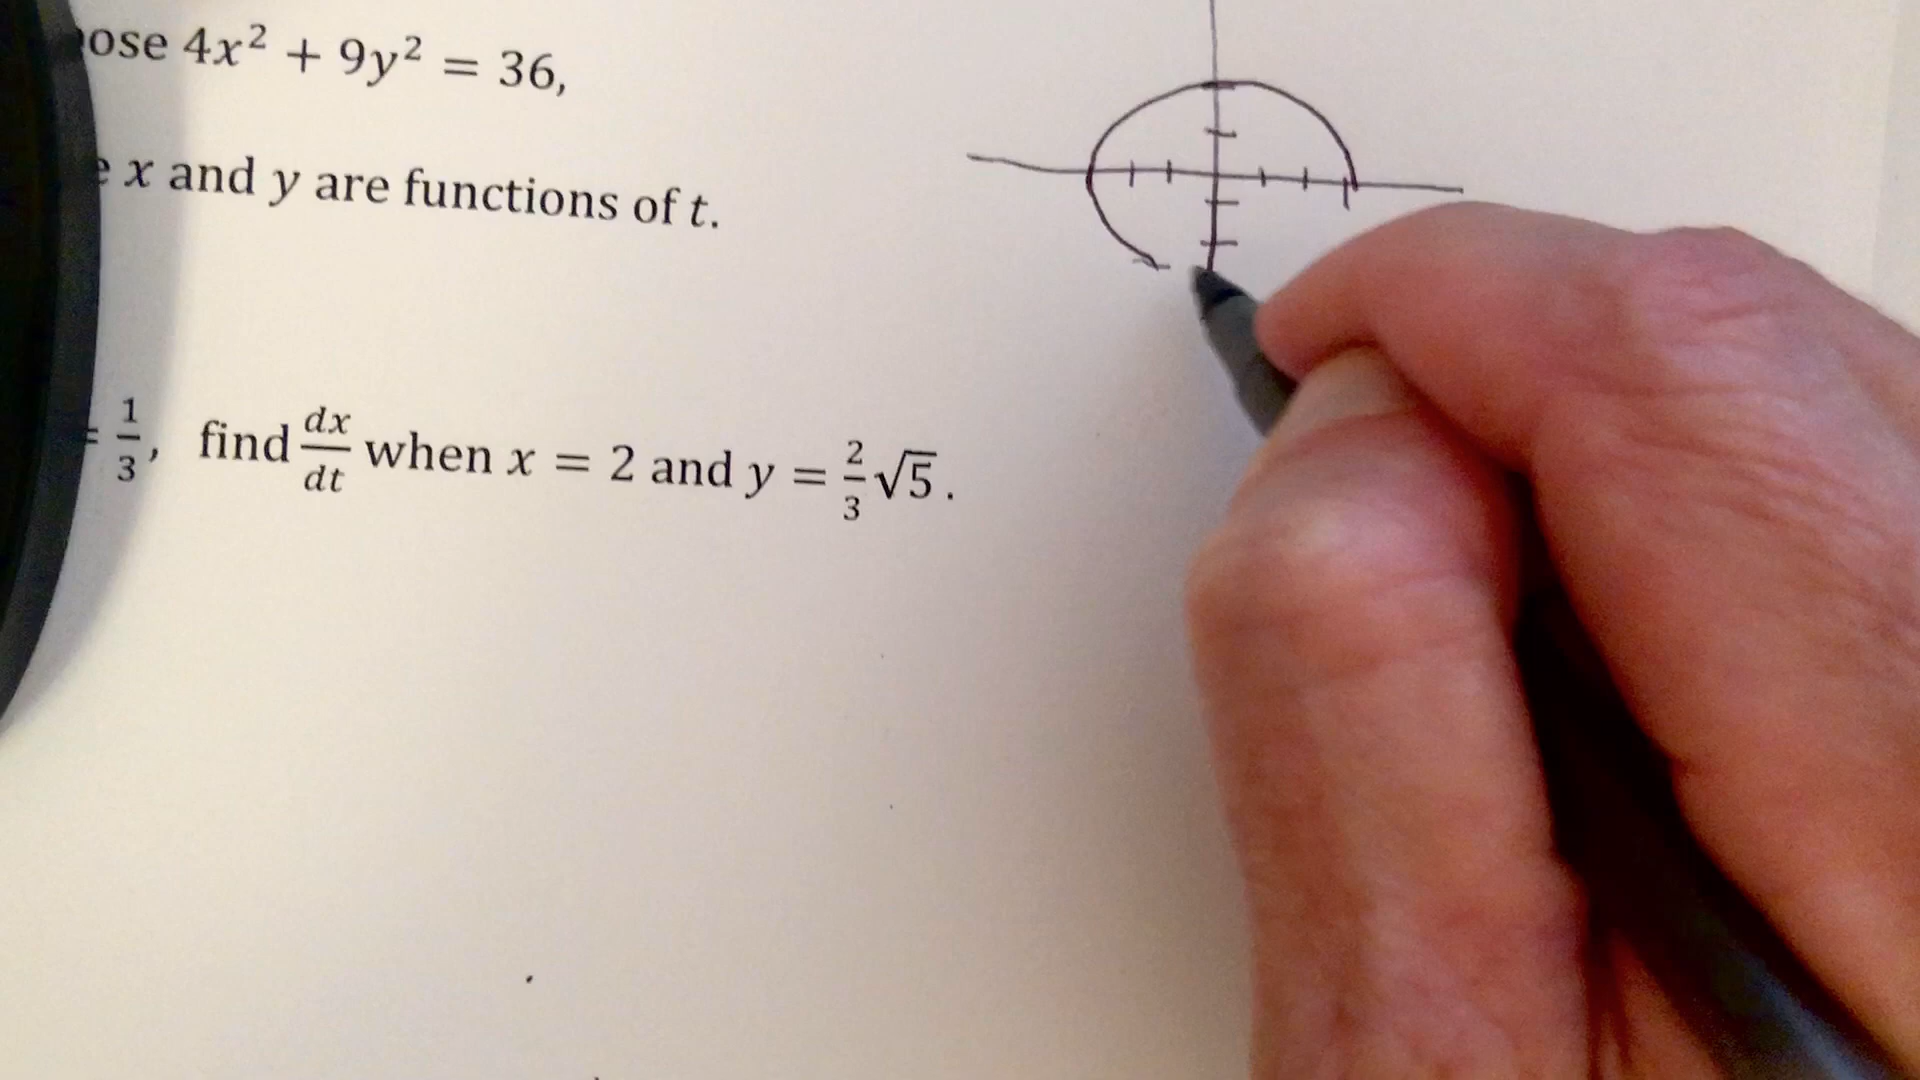 ose 4x² + 9y² = 36,
e x and y are functions of t.
= 1/3, find dx/dt when x = 2 and y = 2/3 √5 .